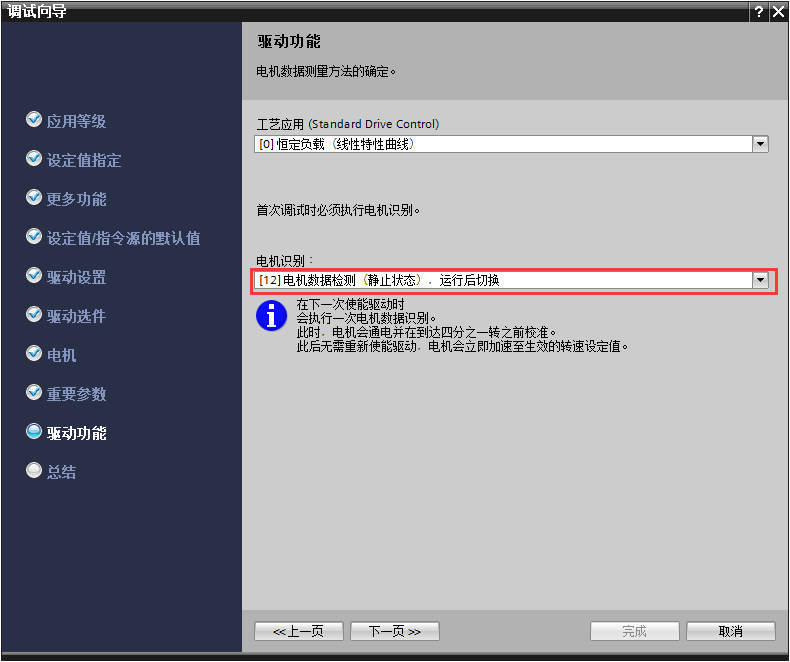 调试向导
? X
应用等级
设定值指定
更多功能
设定值/指令源的默认值
驱动设置
驱动选件
电机
重要参数
驱动功能
总结
驱动功能
电机数据测量方法的确定。
工艺应用 (Standard Drive Control)
[0] 恒定负载（线性特性曲线）
首次调试时必须执行电机识别。
电机识别：
[12] 电机数据检测（静止状态），运行后切换
在下一次使能驱动时
会执行一次电机数据识别。
此时，电机会通电并在到达四分之一转之前校准。
此后无需重新使能驱动，电机会立即加速至生效的转速设定值。
<<上一页
下一页 >>
完成
取消